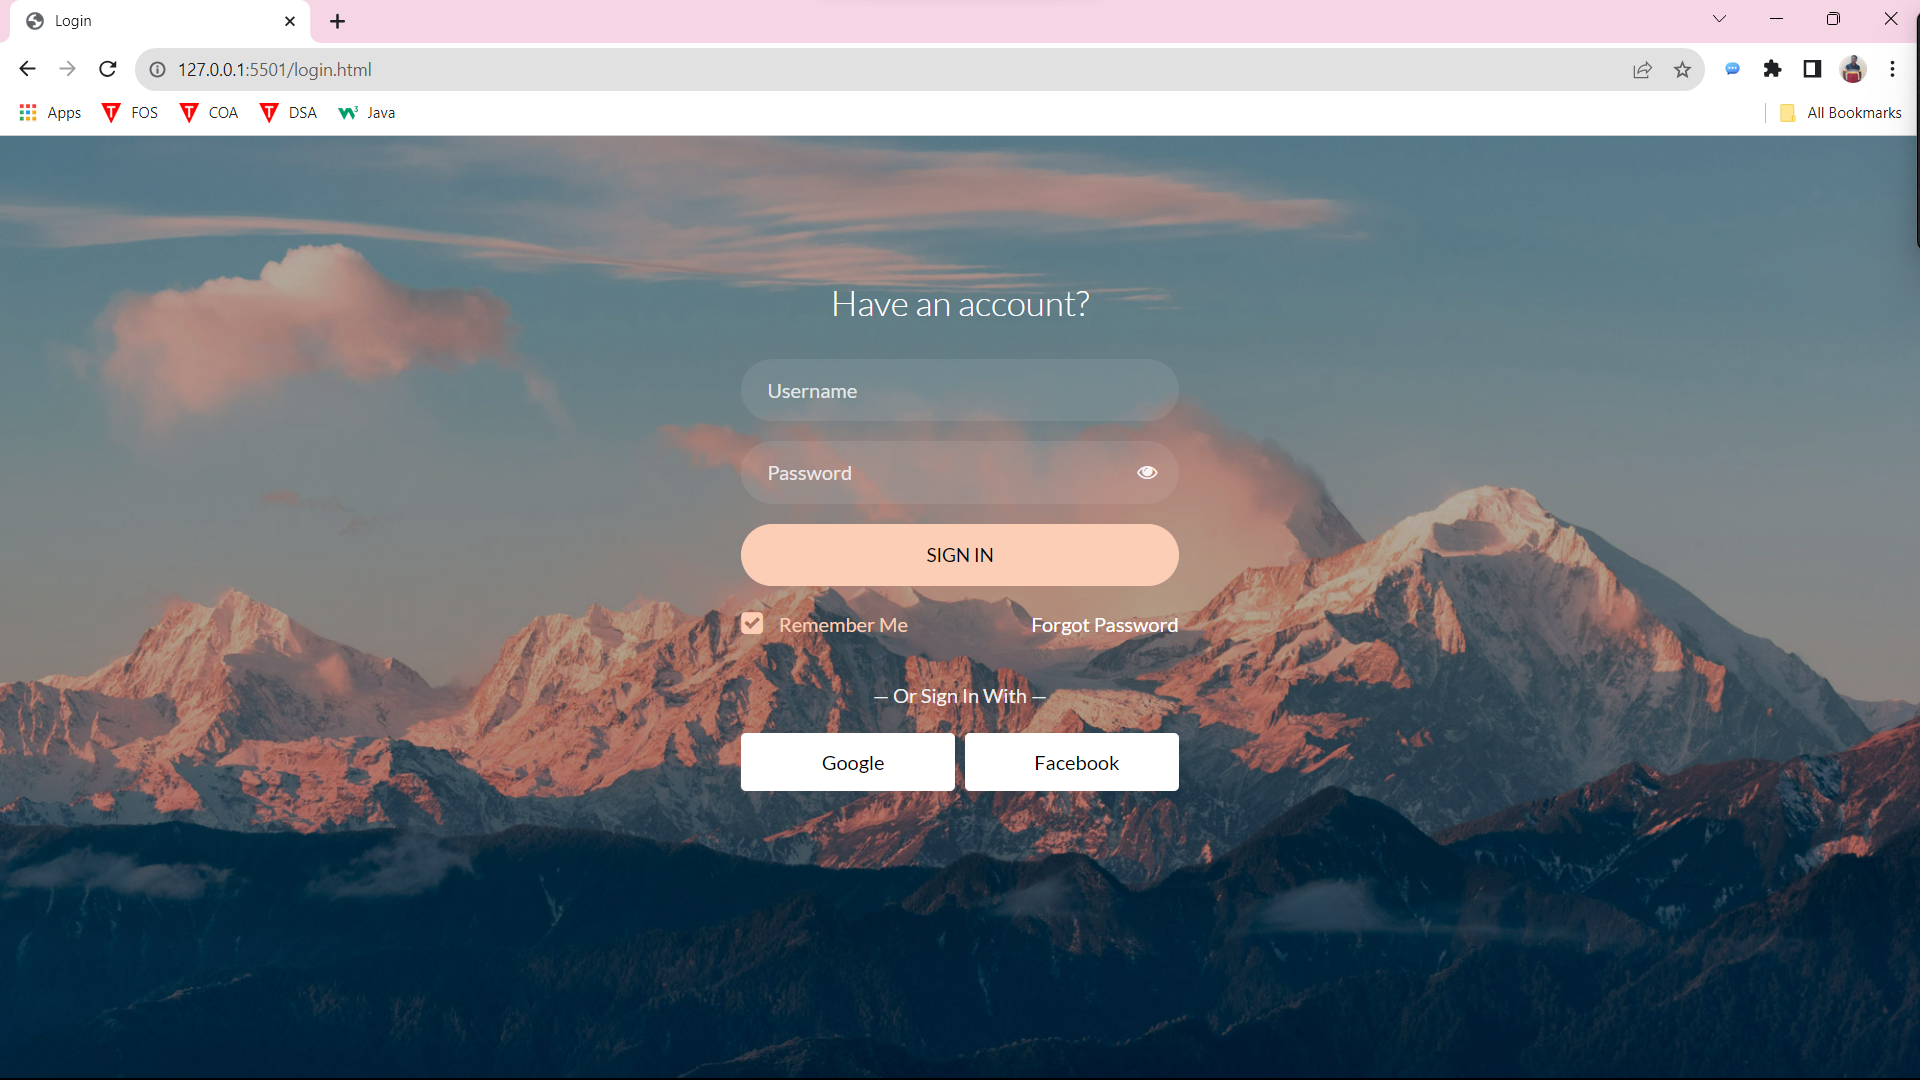 Login
127.0.0.1:5501/login.html
Apps FOS COA DSA Java All Bookmarks
Have an account?
Username
Password
SIGN IN
Remember Me Forgot Password
— Or Sign In With —
Google Facebook